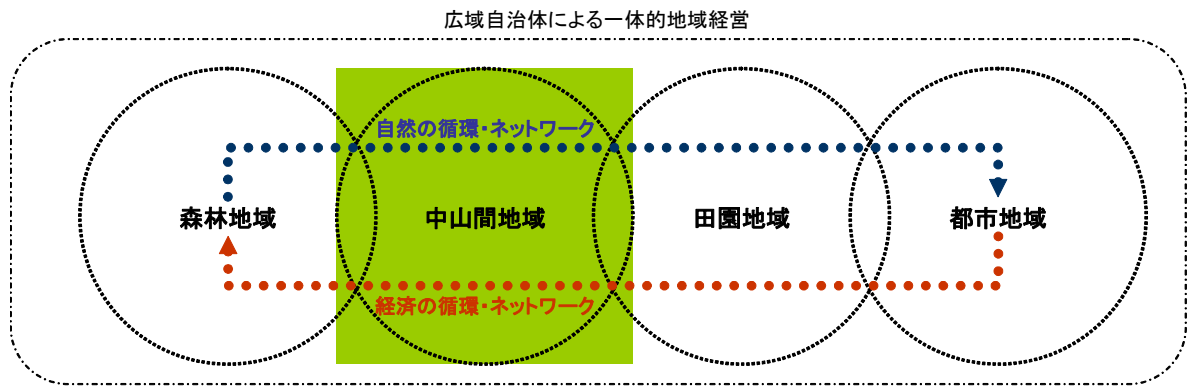 広域自治体による一体的地域経営
自然の循環・ネットワーク
森林地域
中山間地域
田園地域
都市地域
経済の循環・ネットワーク